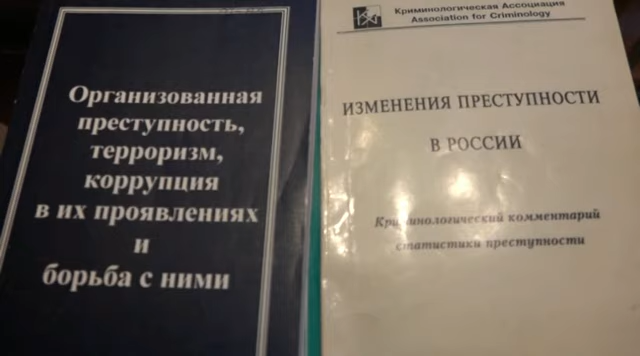 Организованная
преступность,
терроризм,
коррупция
в их проявлениях
и
борьба с ними
Криминологическая Ассоциация
Association for Criminology
ИЗМЕНЕНИЯ ПРЕСТУПНОСТИ
В РОССИИ
Криминологический комментарий
статистики преступности